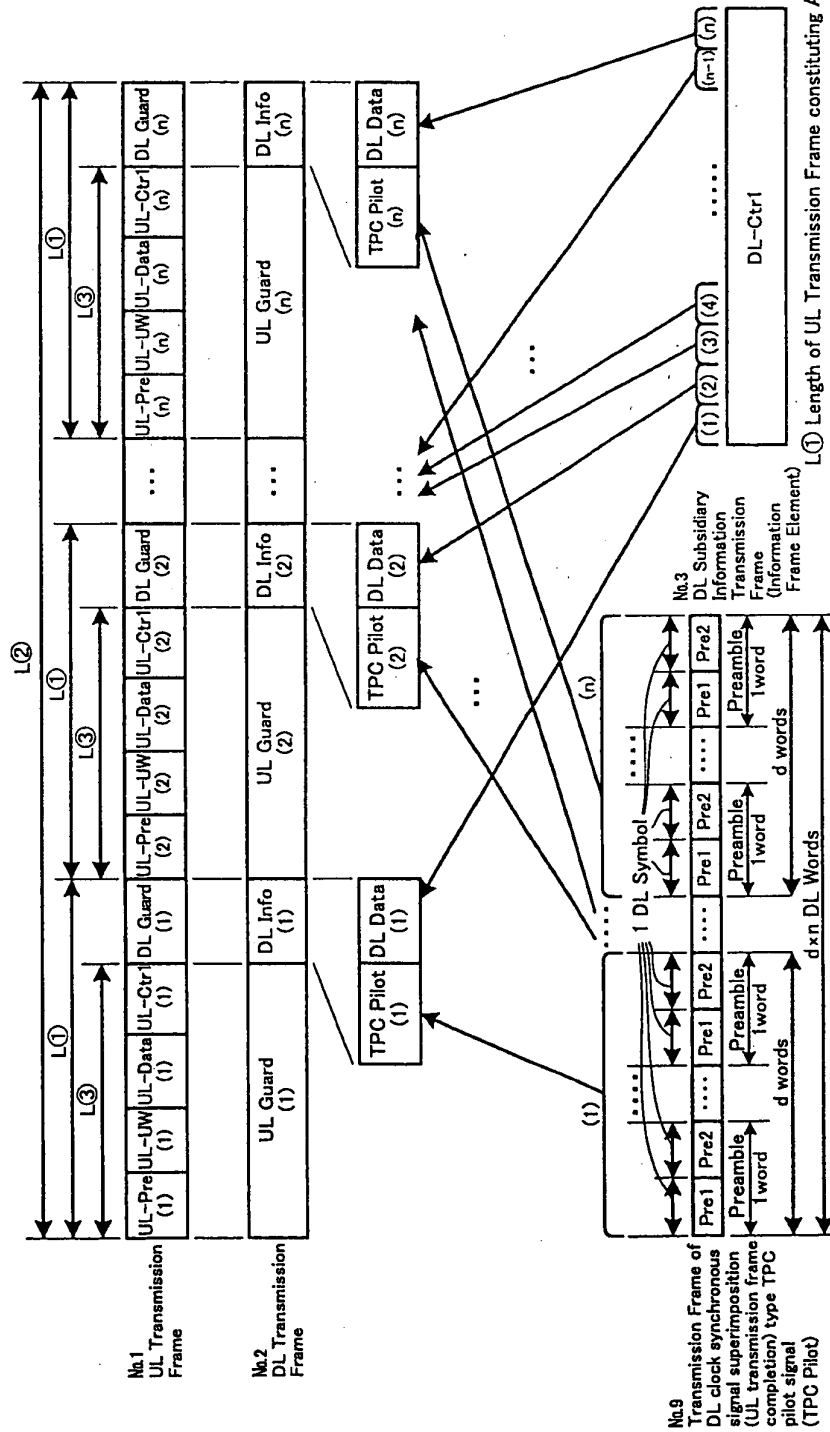 L②
L① L① L①
L③ L③ L③
No.1
UL Transmission
Frame
UL-Pre
(1)
UL-UW
(1)
UL-Data
(1)
UL-Ctrl
(1)
DL Guard
(1)
UL-Pre
(2)
UL-UW
(2)
UL-Data
(2)
UL-Ctrl
(2)
DL Guard
(2)
...
UL-Pre
(n)
UL-UW
(n)
UL-Data
(n)
UL-Ctrl
(n)
DL Guard
(n)
No.2
DL Transmission
Frame
UL Guard
(1)
DL Info
(1)
UL Guard
(2)
DL Info
(2)
...
UL Guard
(n)
DL Info
(n)
TPC Pilot
(1)
DL Data
(1)
TPC Pilot
(2)
DL Data
(2)
...
TPC Pilot
(n)
DL Data
(n)
...
...
(1)
.....
(n)
.....
1 DL Symbol
.....
No.9
Transmission Frame of
DL clock synchronous
signal superimposition
(UL transmission frame
completion) type TPC
pilot signal
(TPC Pilot)
Pre1 Pre2 .... Pre1 Pre2 .... Pre1 Pre2 .... Pre1 Pre2
Preamble
1word
Preamble
1word
Preamble
1word
Preamble
1word
d words
d words
d×n DL Words
No.3
DL Subsidiary
Information
Transmission
Frame
(Information
Frame Element)
(1) (2) (3) (4) ..... (n-1) (n)
DL-Ctrl
L① Length of UL Transmission Frame constituting